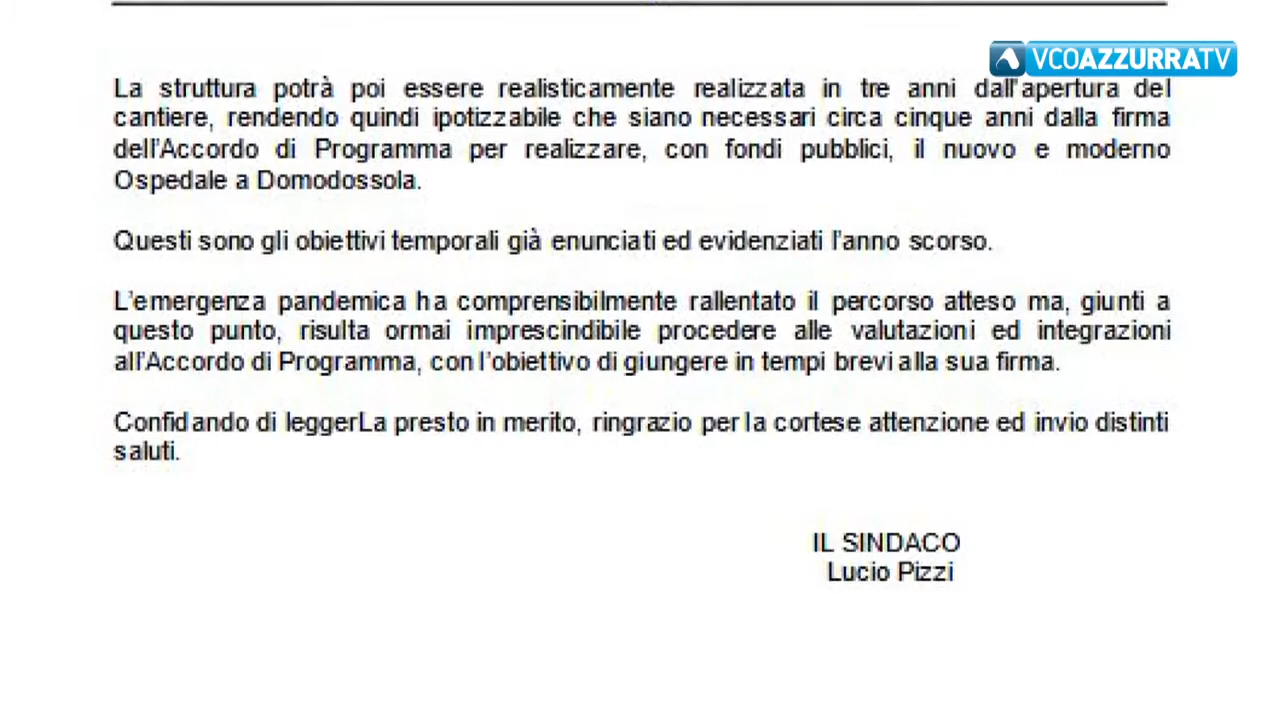 VCOAZZURRATV
La struttura potrà poi essere realisticamente realizzata in tre anni dall'apertura del
cantiere, rendendo quindi ipotizzabile che siano necessari circa cinque anni dalla firma
dell'Accordo di Programma per realizzare, con fondi pubblici, il nuovo e moderno
Ospedale a Domodossola.
Questi sono gli obiettivi temporali già enunciati ed evidenziati l'anno scorso.
L'emergenza pandemica ha comprensibilmente rallentato il percorso atteso ma, giunti a
questo punto, risulta ormai imprescindibile procedere alle valutazioni ed integrazioni
all'Accordo di Programma, con l'obiettivo di giungere in tempi brevi alla sua firma.
Confidando di leggerLa presto in merito, ringrazio per la cortese attenzione ed invio distinti
saluti.
IL SINDACO
Lucio Pizzi